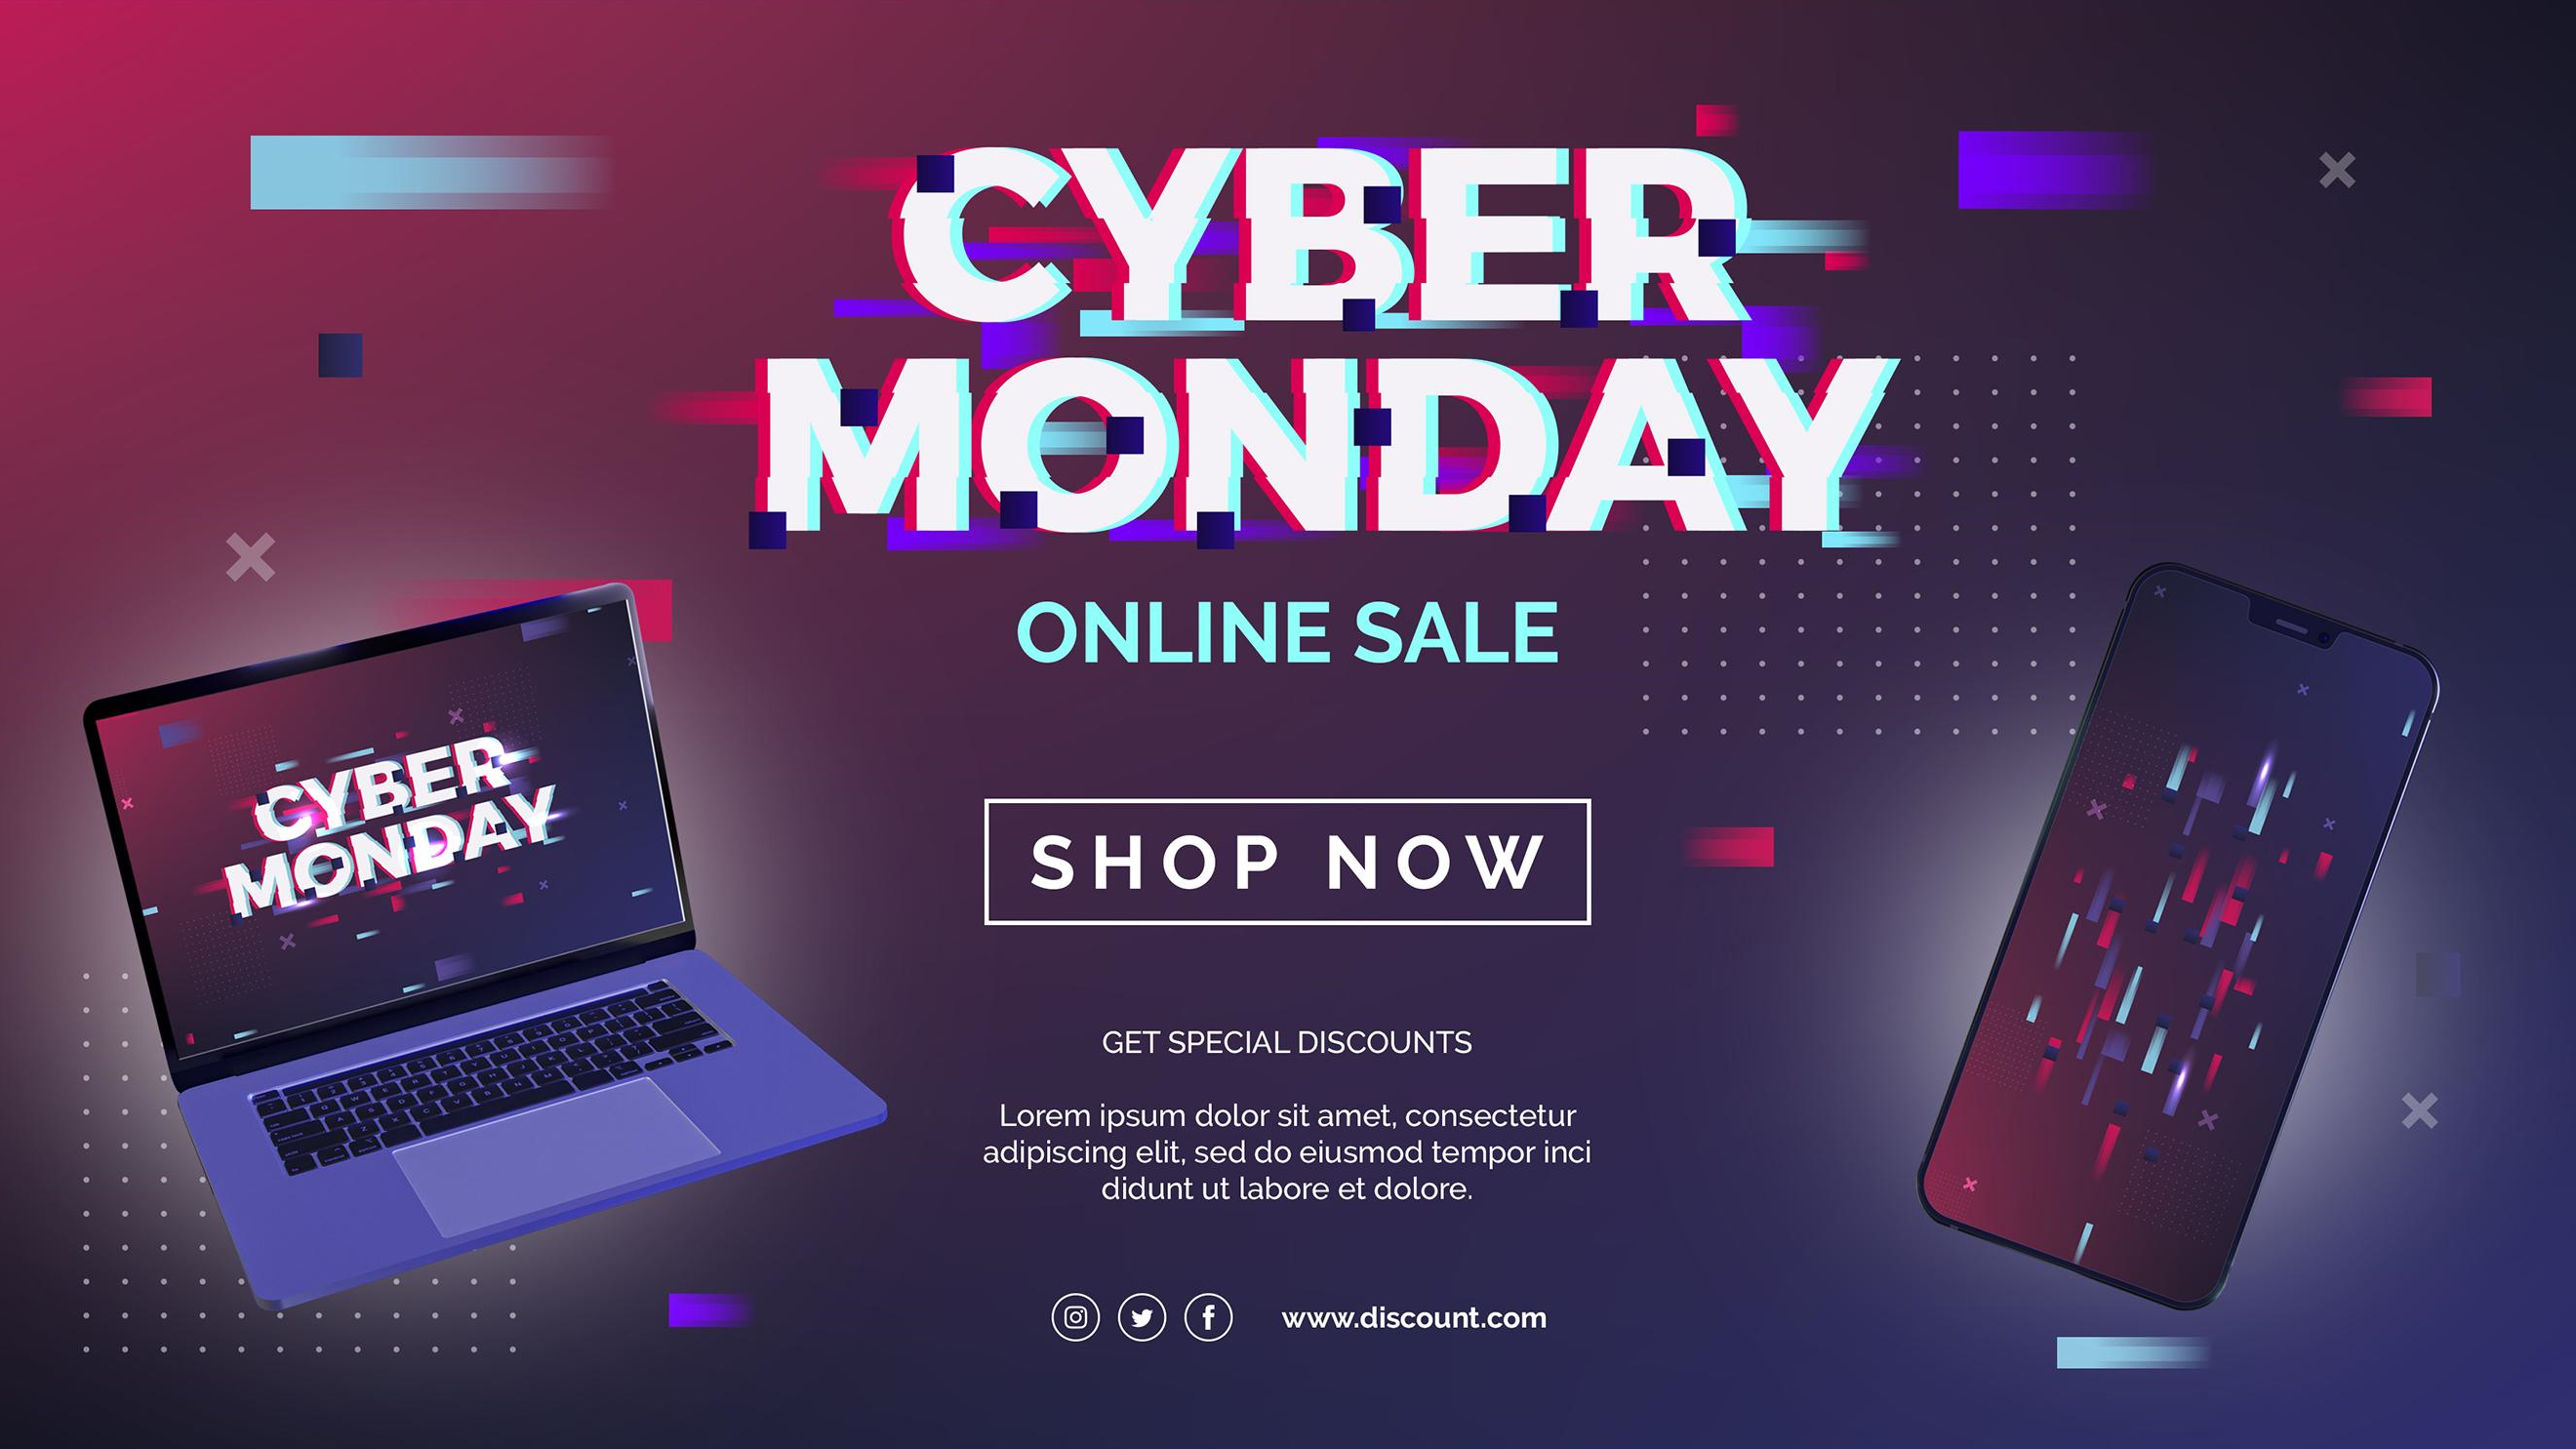 CYBER
MONDAY
ONLINE SALE
CYBER
MONDAY
SHOP NOW
GET SPECIAL DISCOUNTS
Lorem ipsum dolor sit amet, consectetur
adipiscing elit, sed do eiusmod tempor inci
didunt ut labore et dolore.
www.discount.com